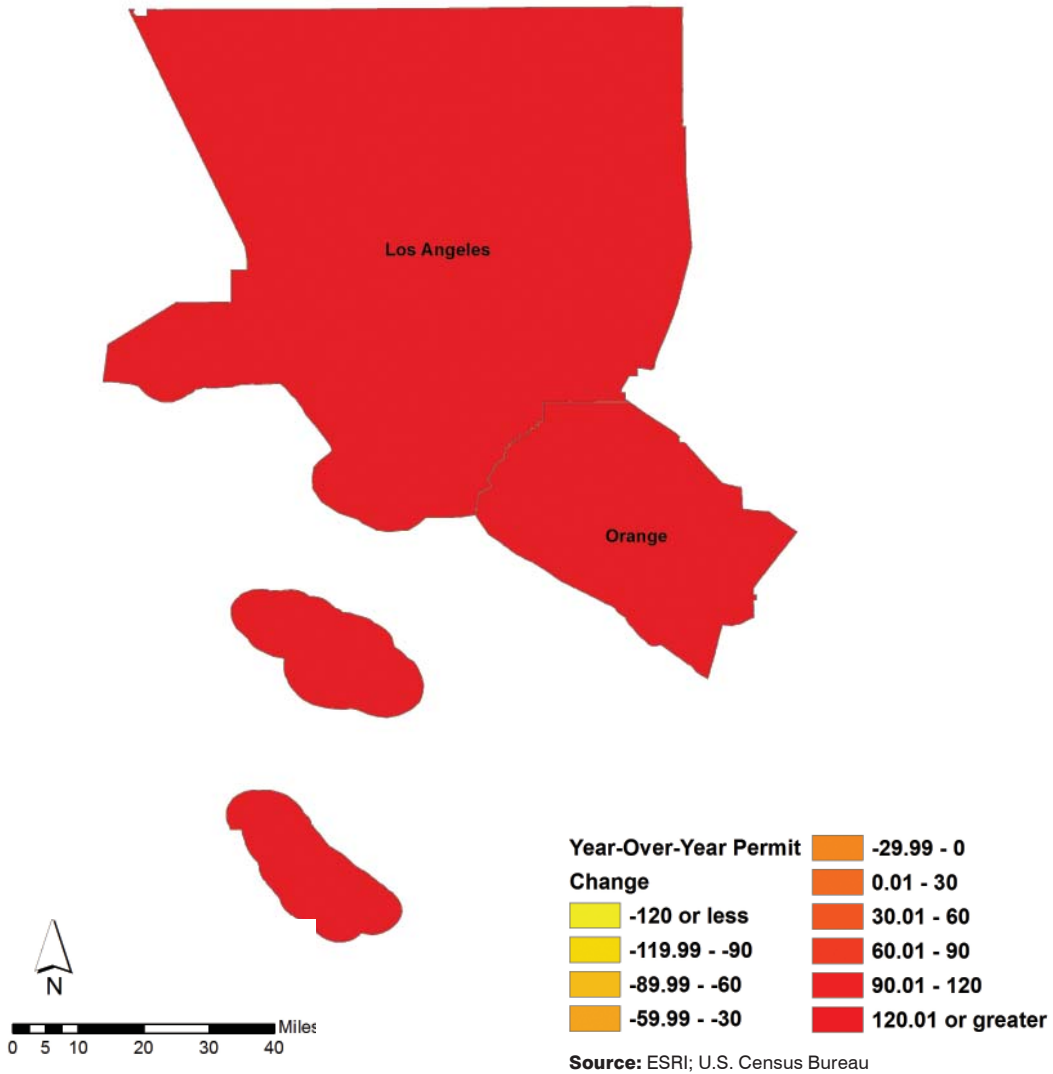 Los Angeles
Orange
Year-Over-Year Permit
Change
-120 or less
-119.99 - -90
-89.99 - -60
-59.99 - -30
-29.99 - 0
0.01 - 30
30.01 - 60
60.01 - 90
90.01 - 120
120.01 or greater
N
Miles
0 5 10 20 30 40
Source: ESRI; U.S. Census Bureau